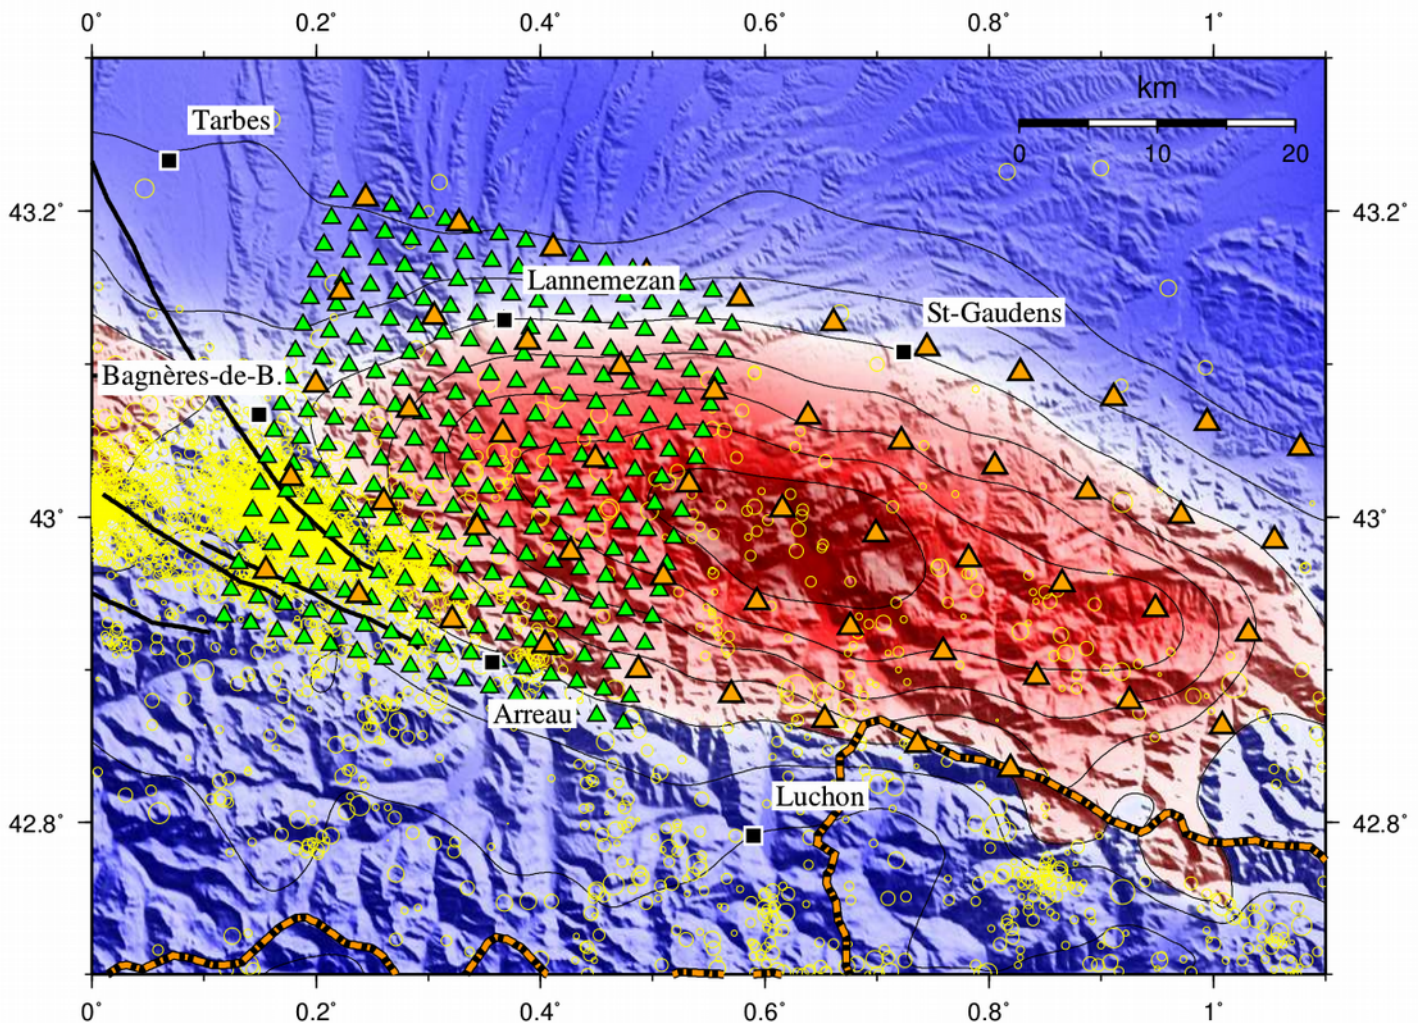 0° 0.2° 0.4° 0.6° 0.8° 1°
km
0 10 20
Tarbes
43.2° 43.2°
Lannemezan
St-Gaudens
Bagnères-de-B.
43° 43°
Arreau
Luchon
42.8° 42.8°
0° 0.2° 0.4° 0.6° 0.8° 1°